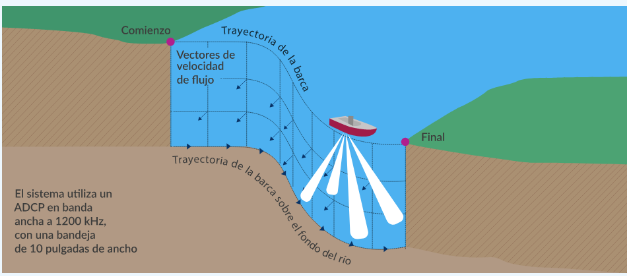 Comienzo
Trayectoria de la barca
Vectores de
velocidad
de flujo
Final
Trayectoria de la barca sobre el fondo del río
El sistema utiliza un
ADCP en banda
ancha a 1200 kHz,
con una bandeja
de 10 pulgadas de ancho